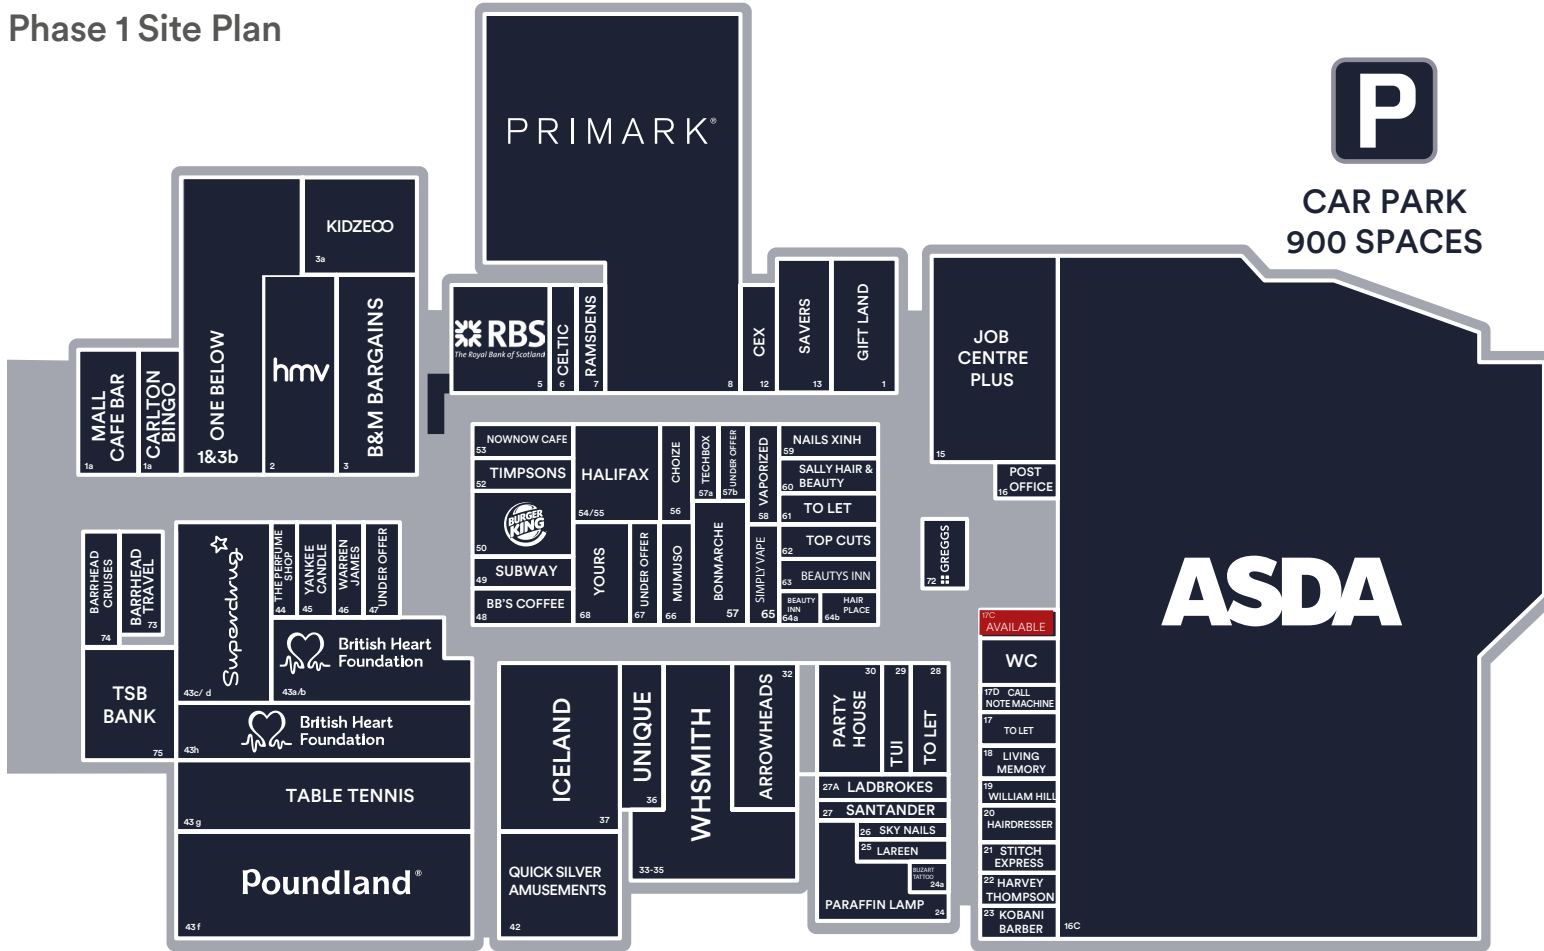 Phase 1 Site Plan
PRIMARK®
8
P
CAR PARK
900 SPACES
KIDZECO
3a
ONE BELOW
1&3b
hmv
2
B&M BARGAINS
3
MALL
CAFE BAR
1a
CARLTON
BINGO
1a
RBS
The Royal Bank of Scotland
5
CELTIC
6
RAMSDENS
7
CEX
12
SAVERS
13
GIFT LAND
1
JOB
CENTRE
PLUS
15
POST
OFFICE
16
ASDA
16C
NOWNOW CAFE
53
TIMPSONS
52
BURGER
KING
50
SUBWAY
49
BB'S COFFEE
48
HALIFAX
54/55
CHOIZE
56
TECHBOX
57a
UNDER OFFER
57b
VAPORIZED
58
NAILS XINH
59
SALLY HAIR &
BEAUTY
60
TO LET
61
TOP CUTS
62
BEAUTYS INN
63
BEAUTY
INN
64a
HAIR
PLACE
64b
YOURS
68
UNDER OFFER
67
MUMUSO
66
BONMARCHE
57
SIMPLY VAPE
65
GREGGS
72
BARRHEAD
CRUISES
74
BARRHEAD
TRAVEL
73
TSB
BANK
75
Superdrug
43c/ d
THE PERFUME
SHOP
44
YANKEE
CANDLE
45
WARREN
JAMES
46
UNDER OFFER
47
British Heart
Foundation
43a/b
British Heart
Foundation
43h
TABLE TENNIS
43 g
Poundland®
43 f
ICELAND
37
UNIQUE
36
WHSMITH
33-35
ARROWHEADS
32
QUICK SILVER
AMUSEMENTS
42
PARTY
HOUSE
30
TUI
29
TO LET
28
27A LADBROKES
27 SANTANDER
26 SKY NAILS
25 LAREEN
BUZART
TATTOO
24a
PARAFFIN LAMP
24
17C
AVAILABLE
WC
17D CALL
NOTE MACHINE
17
TO LET
18 LIVING
MEMORY
19
WILLIAM HILL
20
HAIRDRESSER
21 STITCH
EXPRESS
22 HARVEY
THOMPSON
23 KOBANI
BARBER